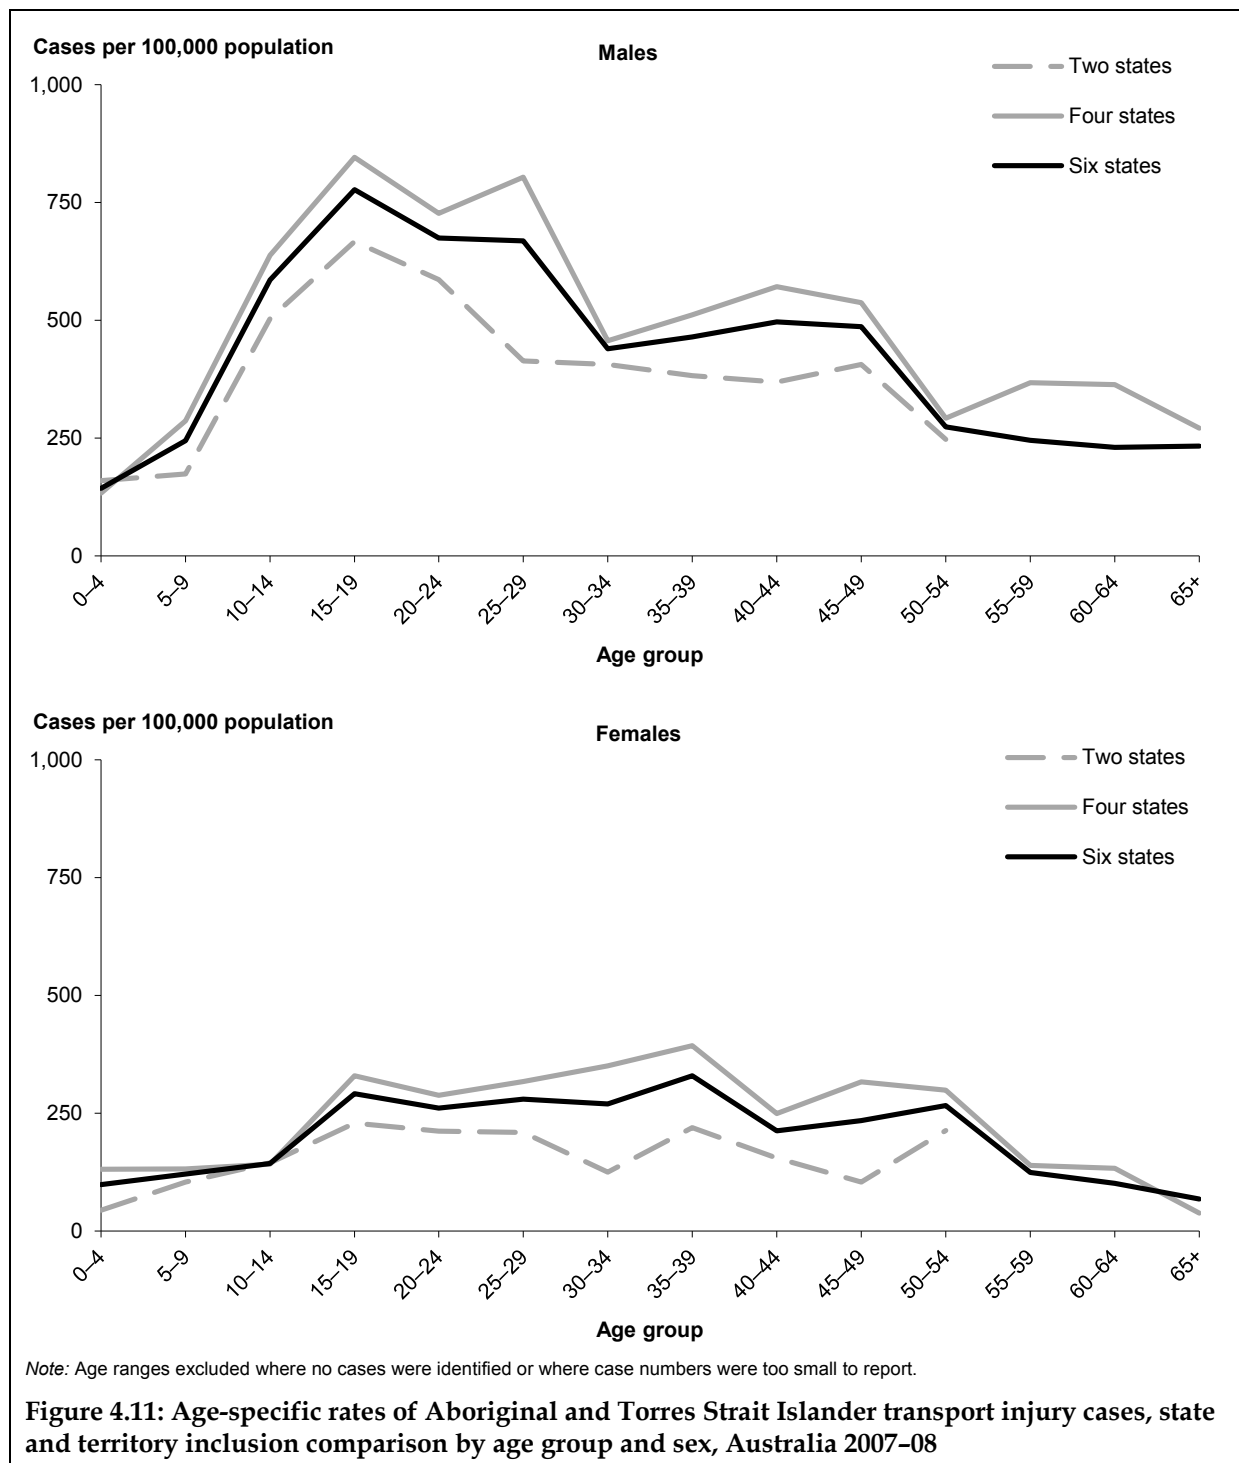 Cases per 100,000 population
Males
Two states
Four states
Six states
1,000
750
500
250
0
0–4
5–9
10–14
15–19
20–24
25–29
30–34
35–39
40–44
45–49
50–54
55–59
60–64
65+
Age group
Cases per 100,000 population
Females
Two states
Four states
Six states
1,000
750
500
250
0
0–4
5–9
10–14
15–19
20–24
25–29
30–34
35–39
40–44
45–49
50–54
55–59
60–64
65+
Age group
Note: Age ranges excluded where no cases were identified or where case numbers were too small to report.
Figure 4.11: Age-specific rates of Aboriginal and Torres Strait Islander transport injury cases, state
and territory inclusion comparison by age group and sex, Australia 2007–08